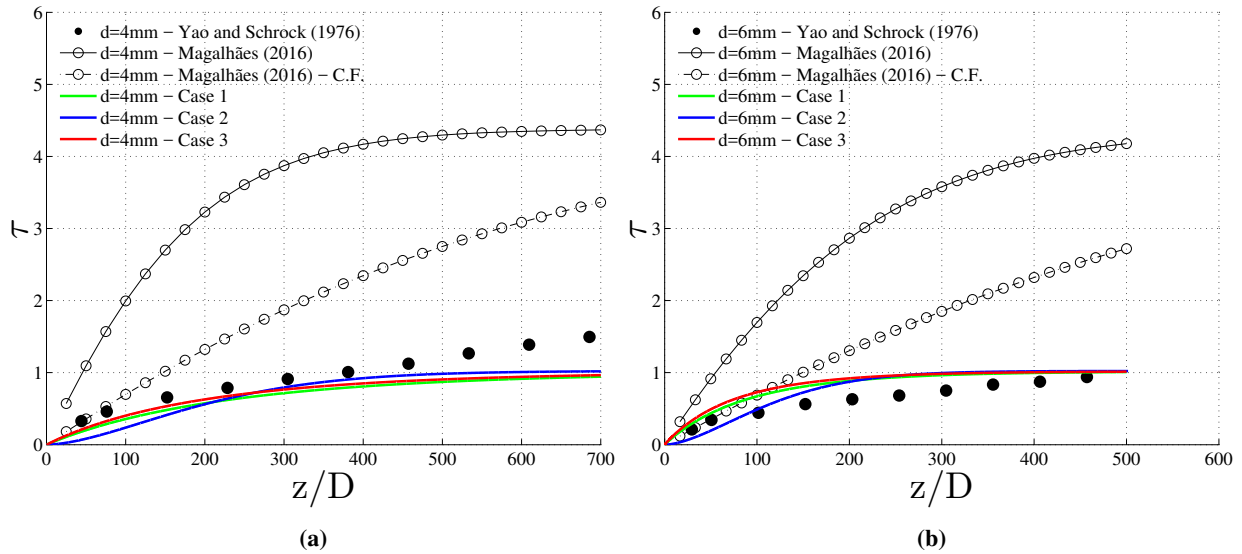 6
5
4
3
2
1
0
τ
d=4mm − Yao and Schrock (1976)
d=4mm − Magalhães (2016)
d=4mm − Magalhães (2016) − C.F.
d=4mm − Case 1
d=4mm − Case 2
d=4mm − Case 3
0 100 200 300 400 500 600 700
z/D
(a)
6
5
4
3
2
1
0
τ
d=6mm − Yao and Schrock (1976)
d=6mm − Magalhães (2016)
d=6mm − Magalhães (2016) − C.F.
d=6mm − Case 1
d=6mm − Case 2
d=6mm − Case 3
0 100 200 300 400 500 600
z/D
(b)